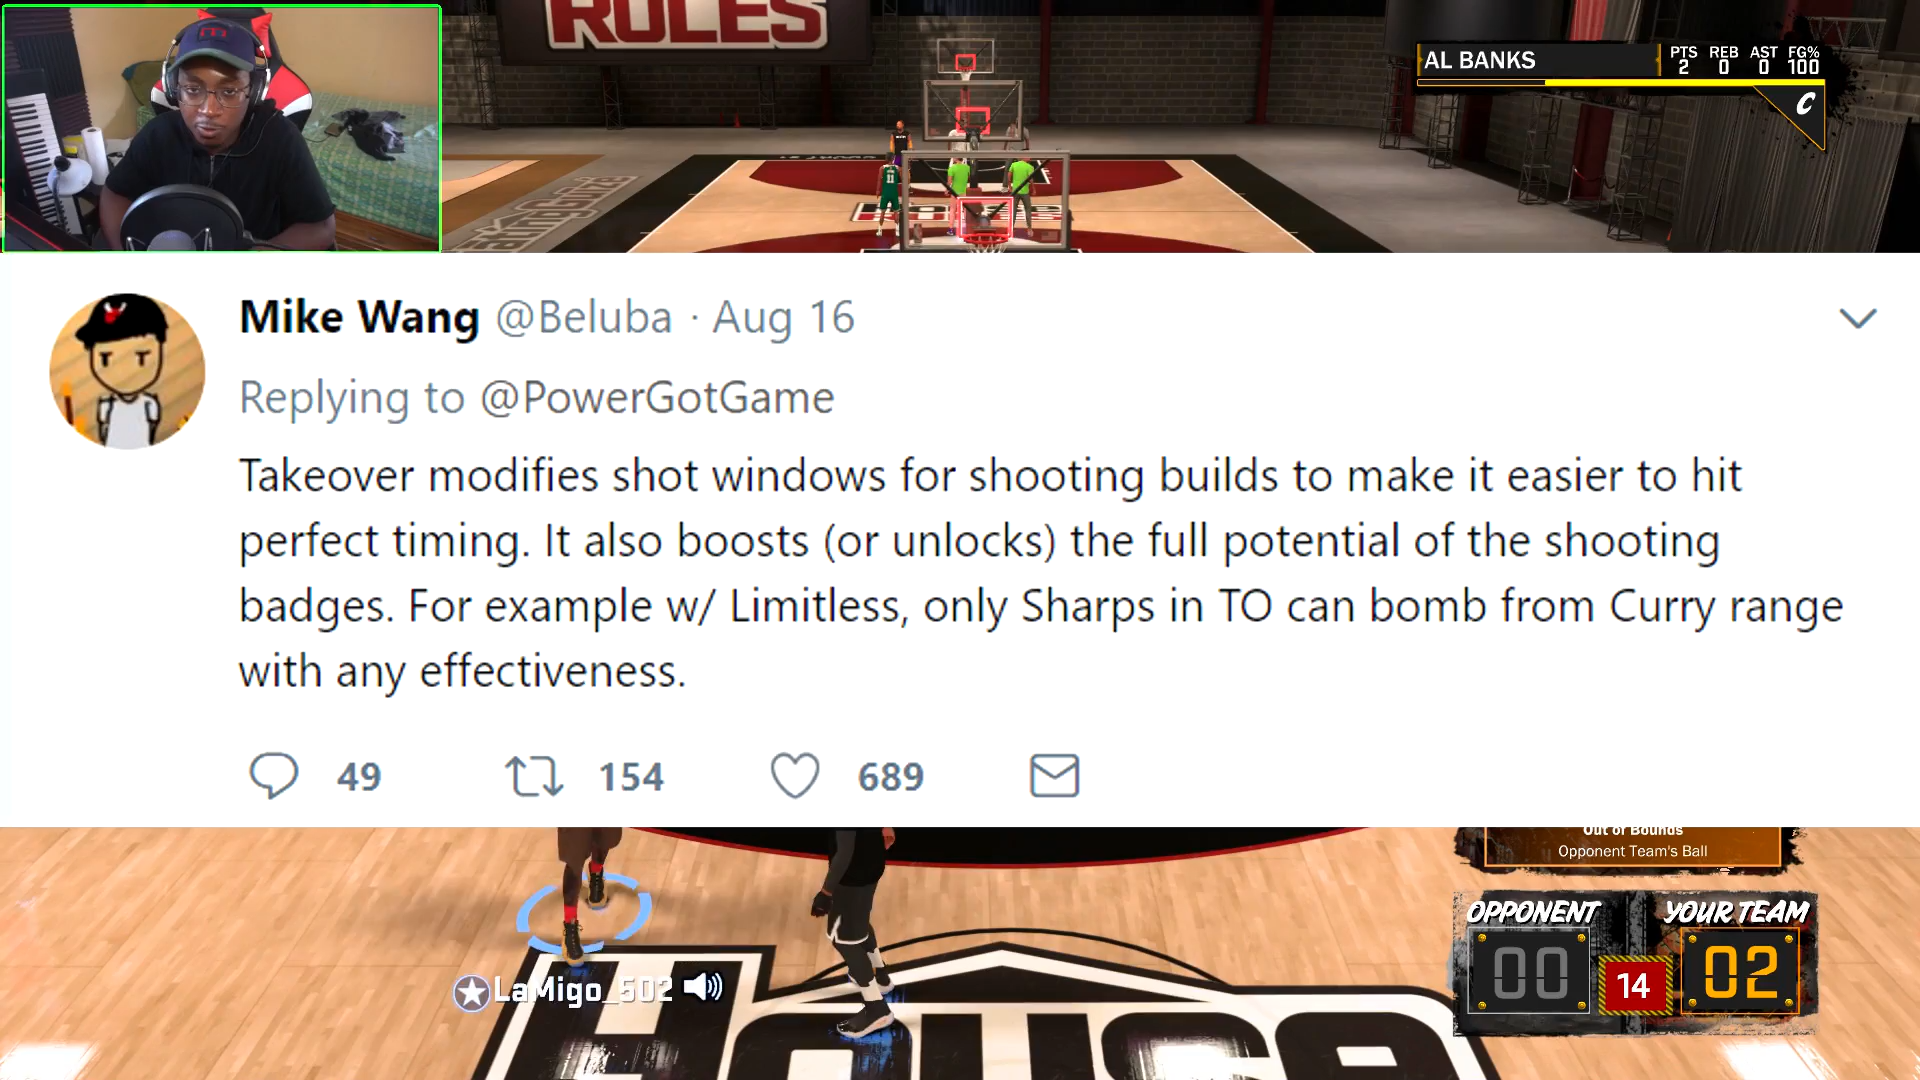 RULES
AL BANKS
PTS REB AST FG%
2 0 0 100
C
11
Mike Wang @Beluba · Aug 16
Replying to @PowerGotGame
Takeover modifies shot windows for shooting builds to make it easier to hit
perfect timing. It also boosts (or unlocks) the full potential of the shooting
badges. For example w/ Limitless, only Sharps in TO can bomb from Curry range
with any effectiveness.
49 154 689
Out of Bounds
Opponent Team's Ball
OPPONENT YOUR TEAM
00 14 02
LaMigo_502
HOUSE